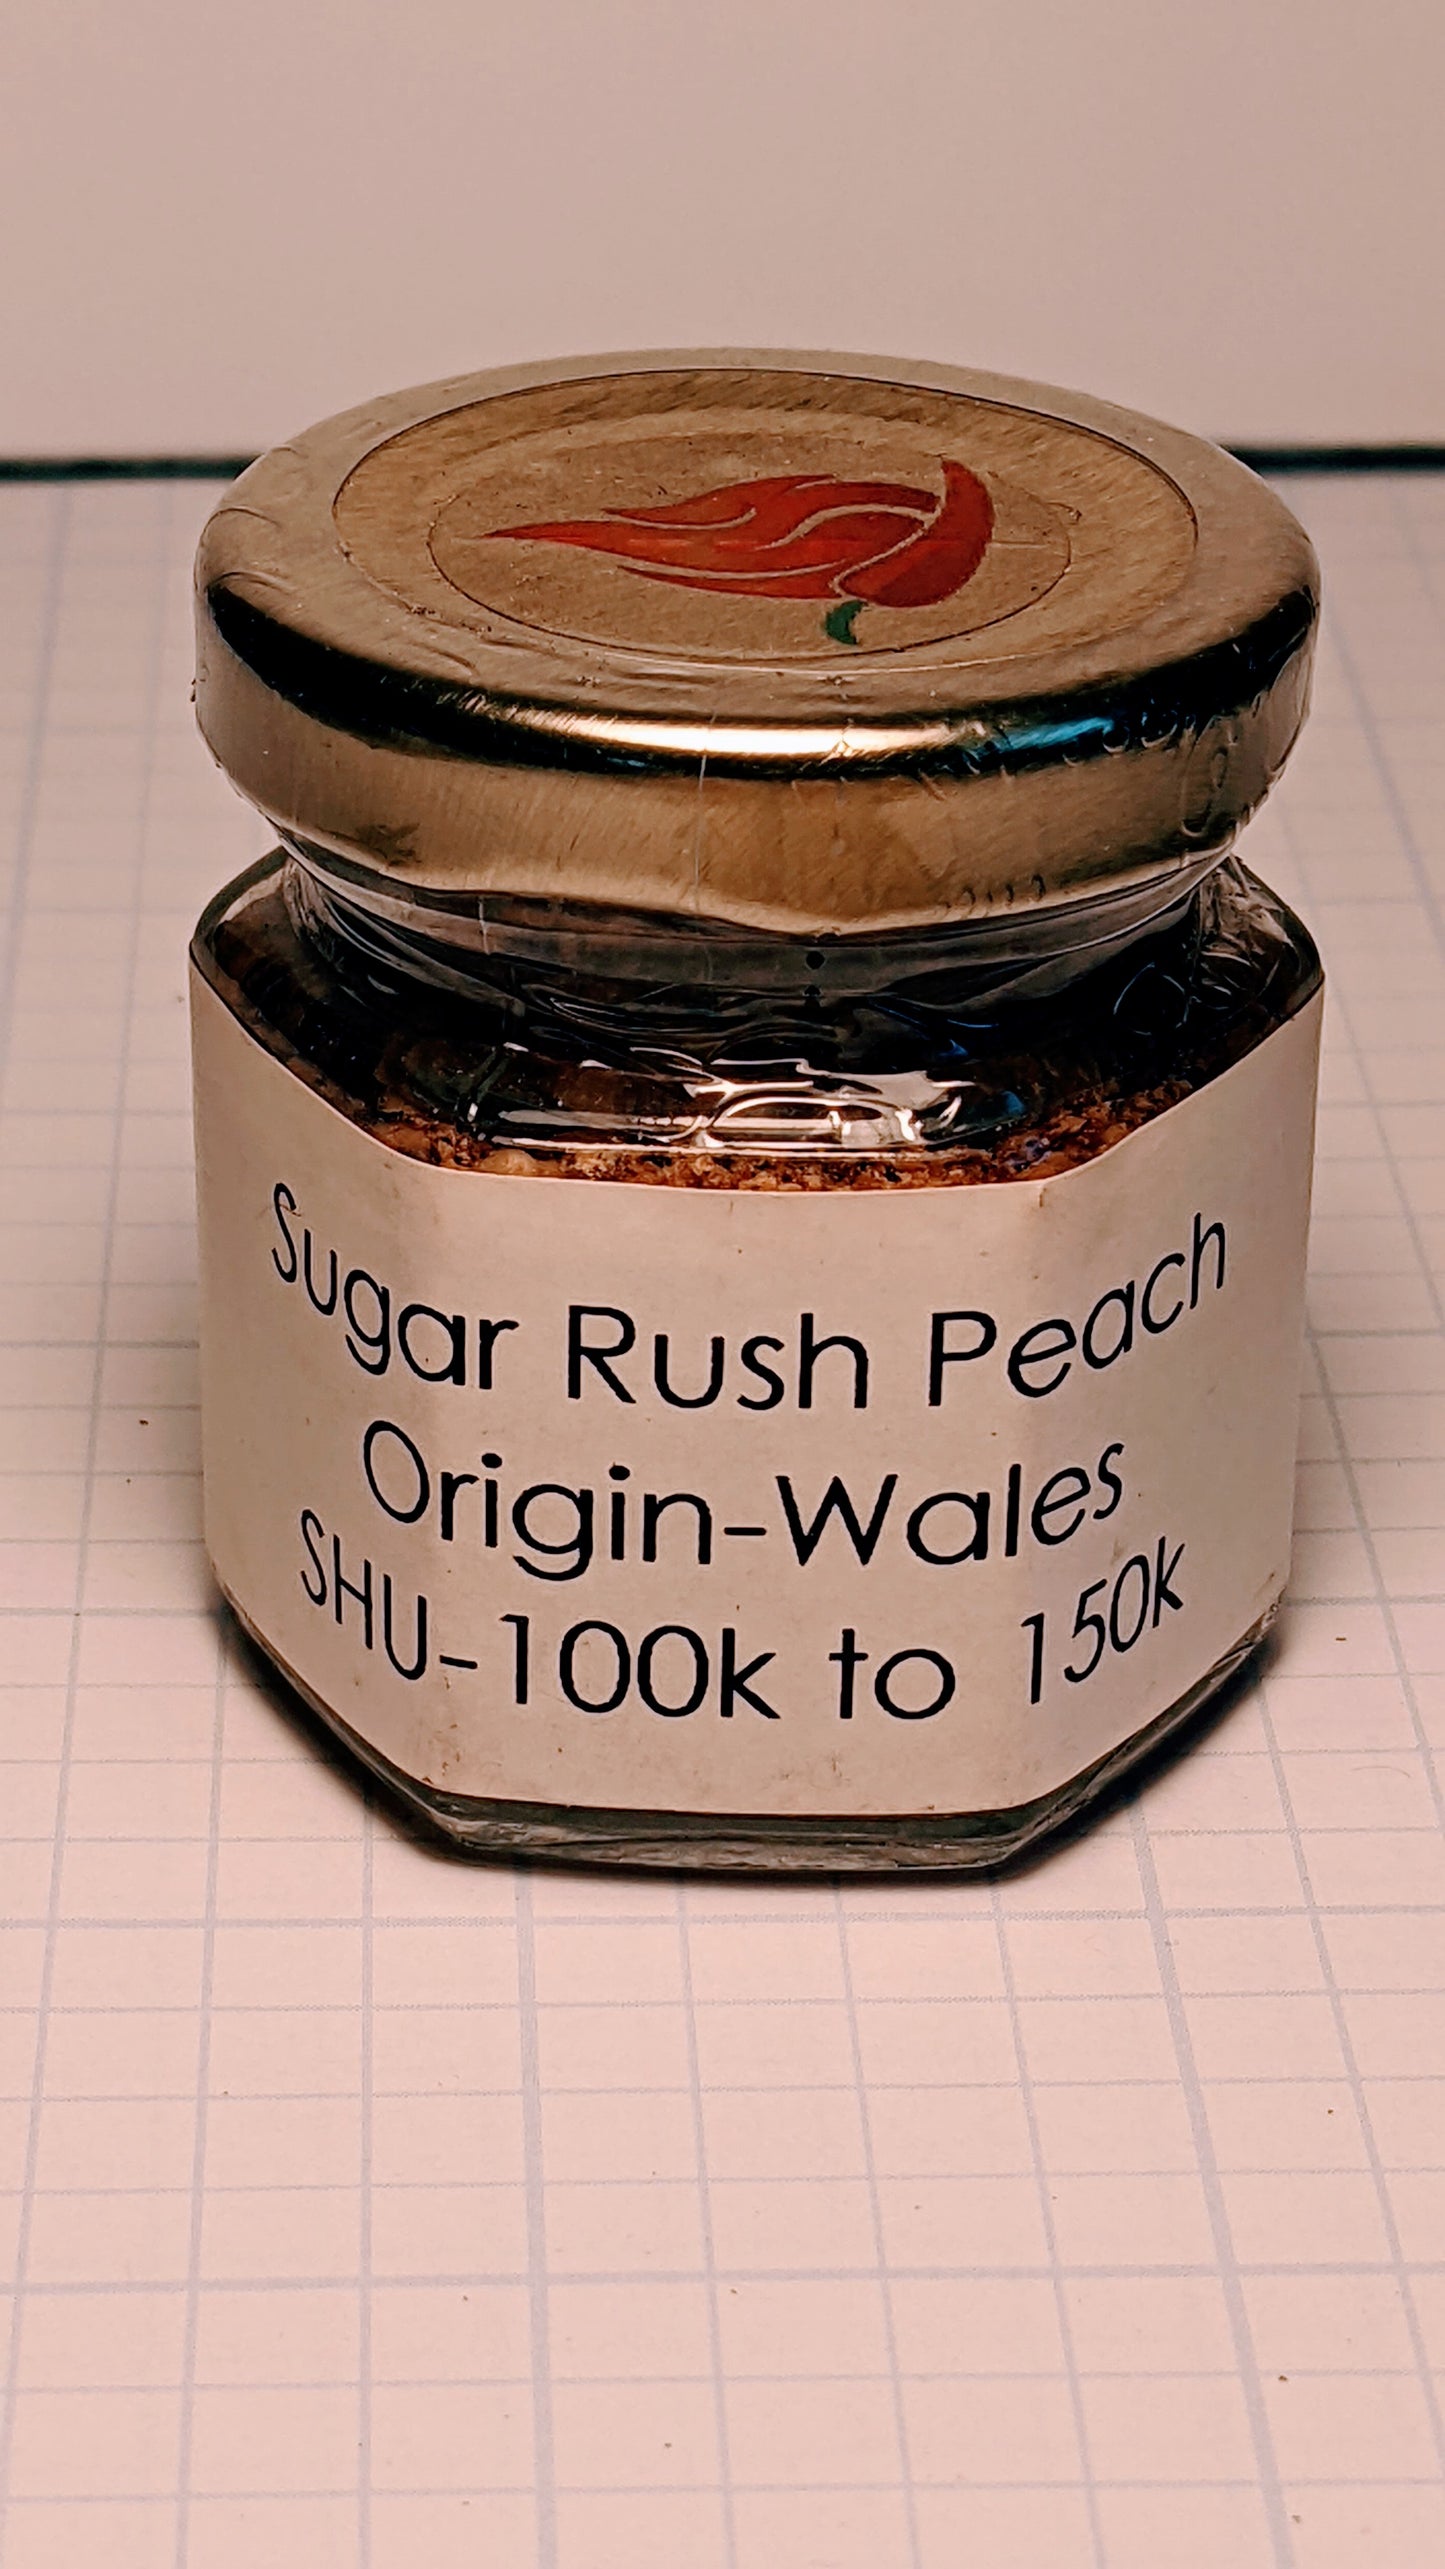 Sugar Rush Peach
Origin-Wales
SHU-100k to 150k